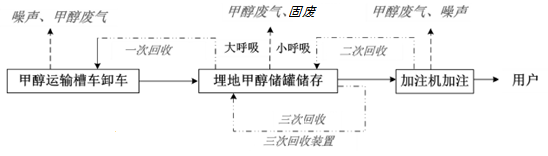 噪声、甲醇废气
甲醇废气、固废
甲醇废气、噪声
一次回收
大呼吸
小呼吸
二次回收
甲醇运输槽车卸车
埋地甲醇储罐储存
加注机加注
用户
三次回收
三次回收装置